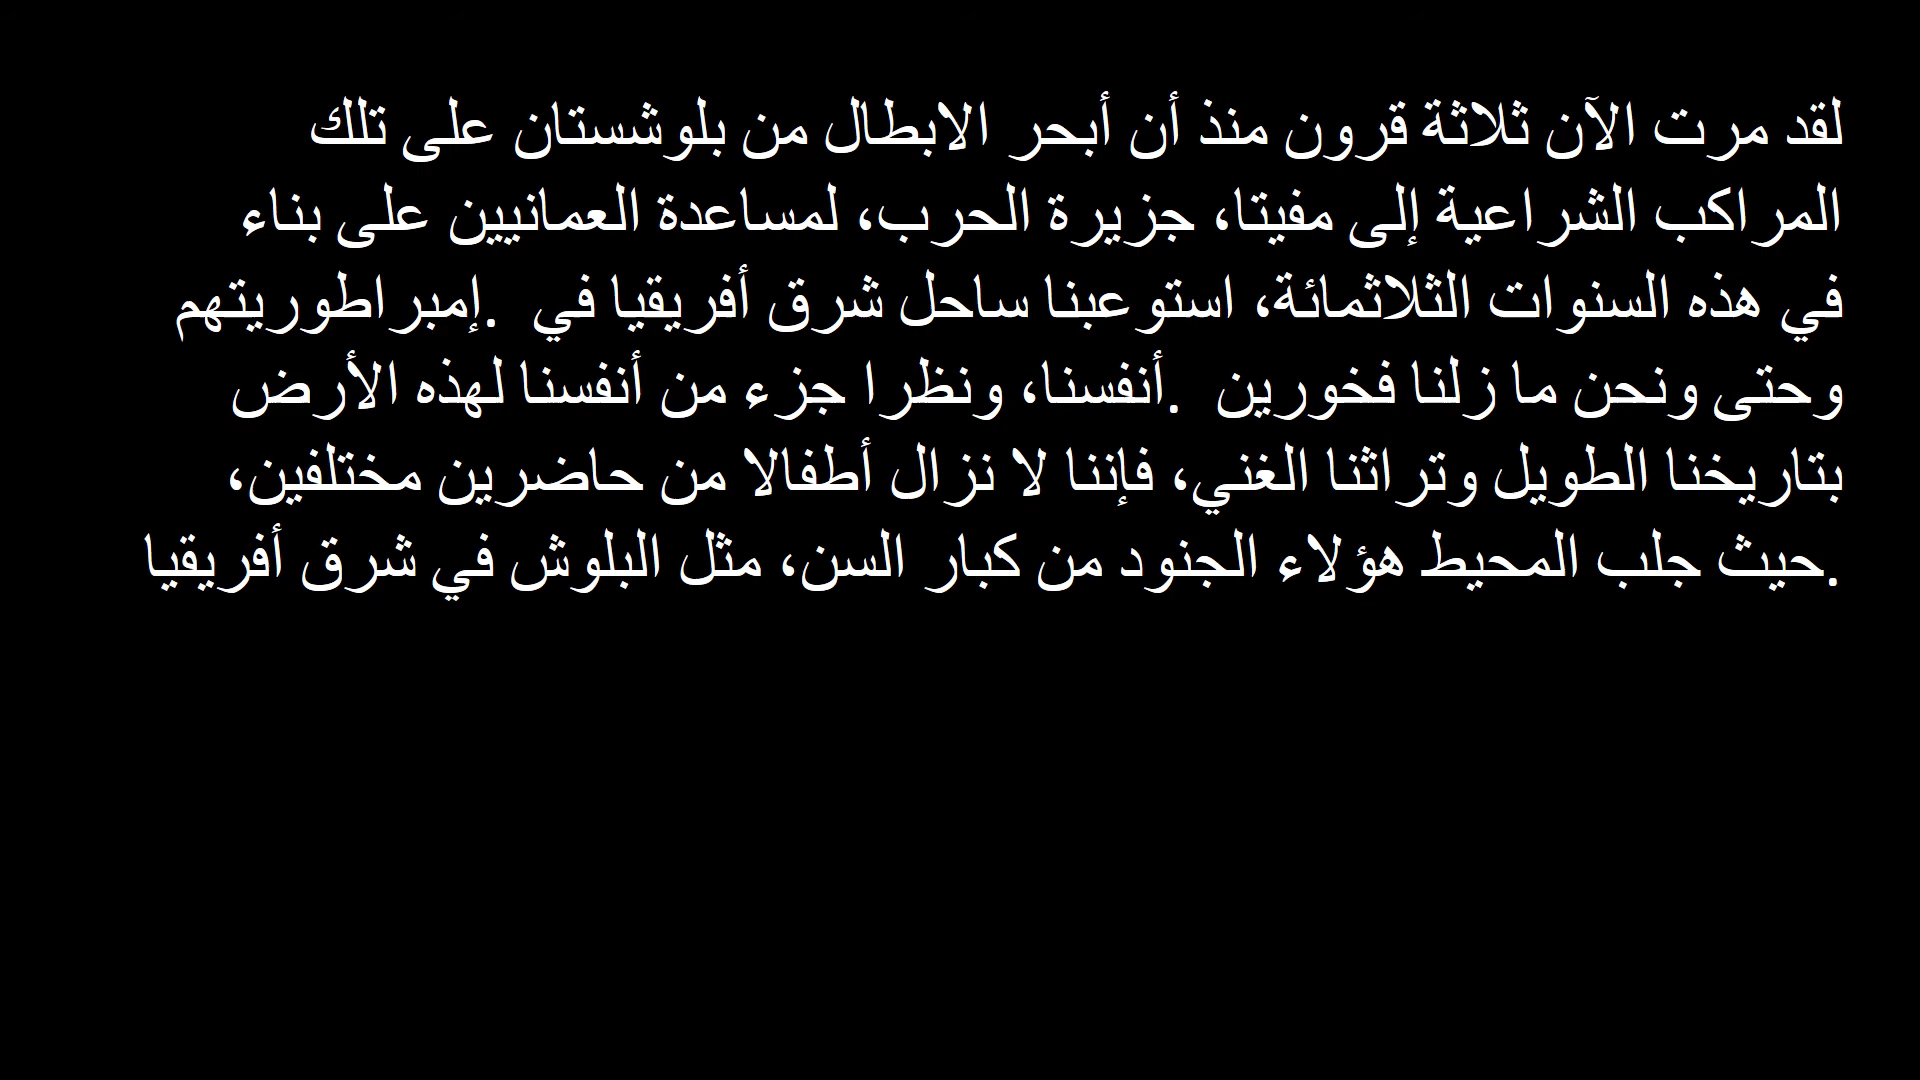 لقد مرت الآن ثلاثة قرون منذ أن أبحر الابطال من بلوشستان على تلك
المراكب الشراعية إلى مفيتا، جزيرة الحرب، لمساعدة العمانيين على بناء
في هذه السنوات الثلاثمائة، استوعبنا ساحل شرق أفريقيا في .إمبراطوريتهم
وحتى ونحن ما زلنا فخورين .أنفسنا، ونظرا جزء من أنفسنا لهذه الأرض
بتاريخنا الطويل وتراثنا الغني، فإننا لا نزال أطفالا من حاضرين مختلفين،
.حيث جلب المحيط هؤلاء الجنود من كبار السن، مثل البلوش في شرق أفريقيا